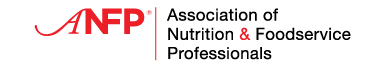 ANFP®
Association of
Nutrition & Foodservice
Professionals